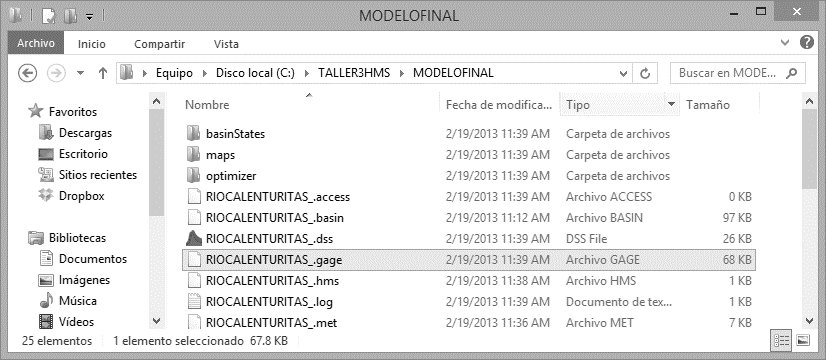 MODELOFINAL
Archivo Inicio Compartir Vista
Equipo Disco local (C:) TALLER3HMS MODELOFINAL Buscar en MODE...
Nombre Fecha de modifica... Tipo Tamaño
Favoritos
Descargas
Escritorio
Sitios recientes
Dropbox
Bibliotecas
Documentos
Imágenes
Música
Vídeos
basinStates 2/19/2013 11:39 AM Carpeta de archivos
maps 2/19/2013 11:39 AM Carpeta de archivos
optimizer 2/19/2013 11:39 AM Carpeta de archivos
RIOCALENTURITAS_.access 2/19/2013 11:39 AM Archivo ACCESS 0 KB
RIOCALENTURITAS_.basin 2/19/2013 11:12 AM Archivo BASIN 97 KB
RIOCALENTURITAS_.dss 2/19/2013 11:39 AM DSS File 26 KB
RIOCALENTURITAS_.gage 2/19/2013 11:39 AM Archivo GAGE 68 KB
RIOCALENTURITAS_.hms 2/19/2013 11:38 AM Archivo HMS 1 KB
RIOCALENTURITAS_.log 2/19/2013 11:39 AM Documento de tex... 1 KB
RIOCALENTURITAS_.met 2/19/2013 11:36 AM Archivo MET 7 KB
25 elementos 1 elemento seleccionado 67.8 KB